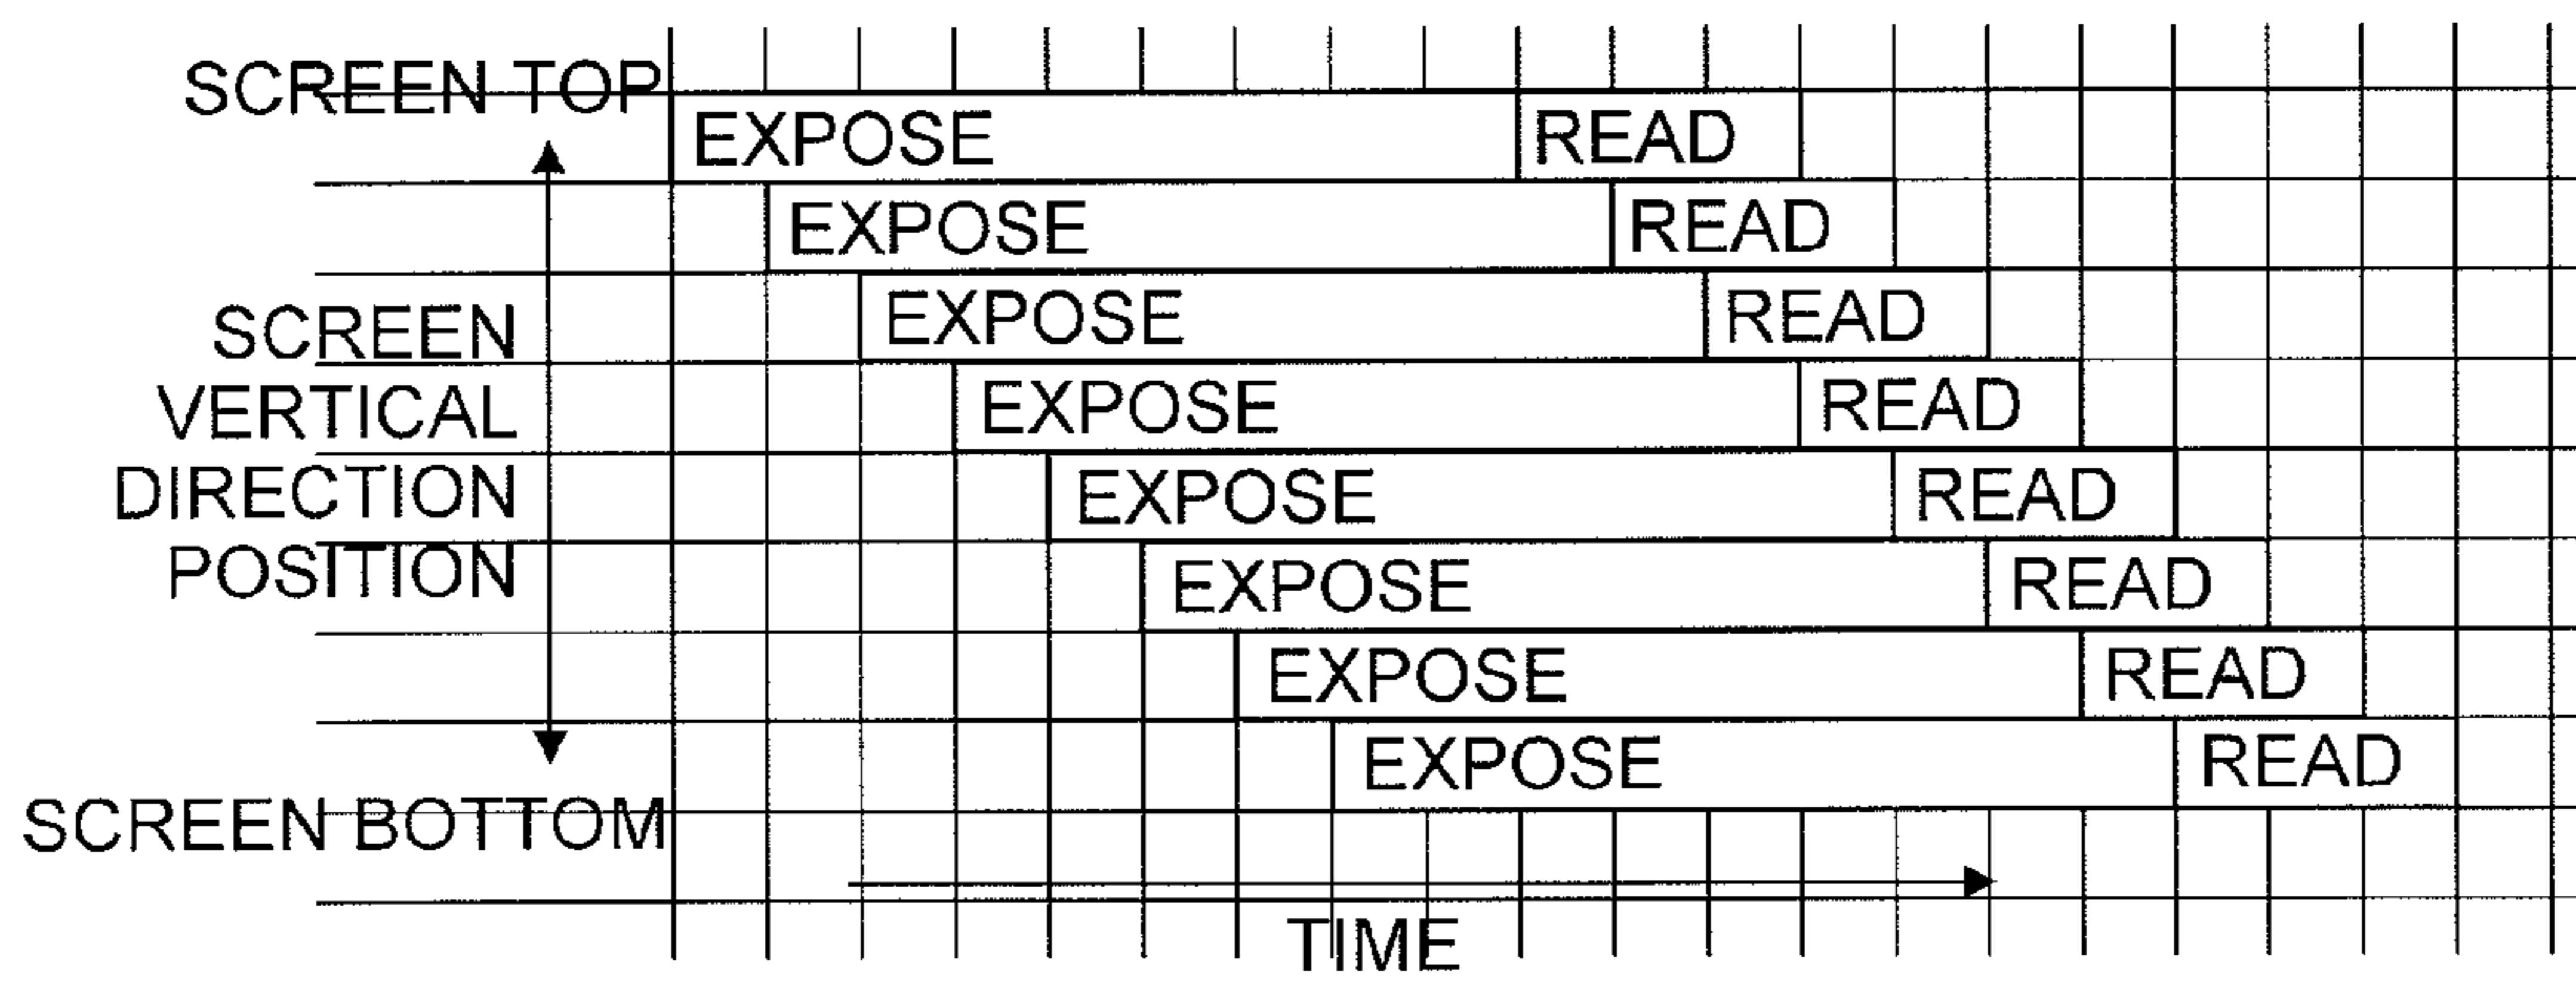 SCREEN TOP
EXPOSE READ
EXPOSE READ
EXPOSE READ
EXPOSE READ
EXPOSE READ
EXPOSE READ
EXPOSE READ
EXPOSE READ
SCREEN
VERTICAL
DIRECTION
POSITION
SCREEN BOTTOM
TIME